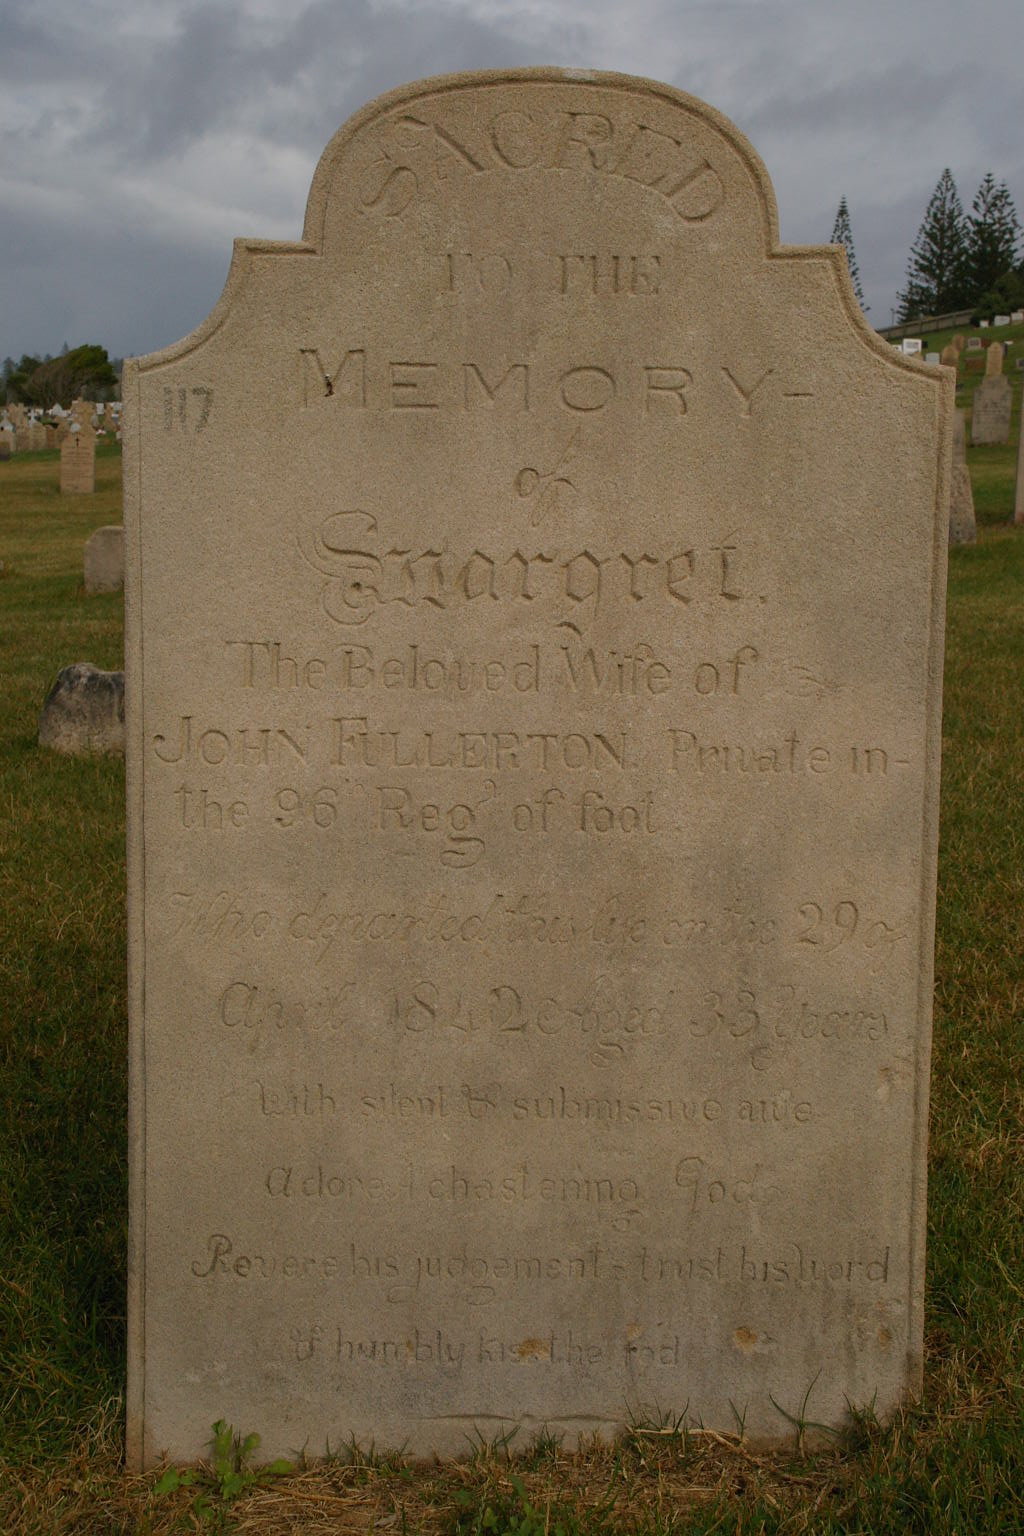 SACRED
TO THE
MEMORY-
117
of
Margret.
The Beloved Wife of
JOHN FULLERTON. Private in-
the 96th Regt of foot
Who departed this life on the 29 of
April 1842 Aged 33 Years
With silent & submissive awe
Adore A chastening God
Revere his judgement - trust his word
& humbly kiss the rod